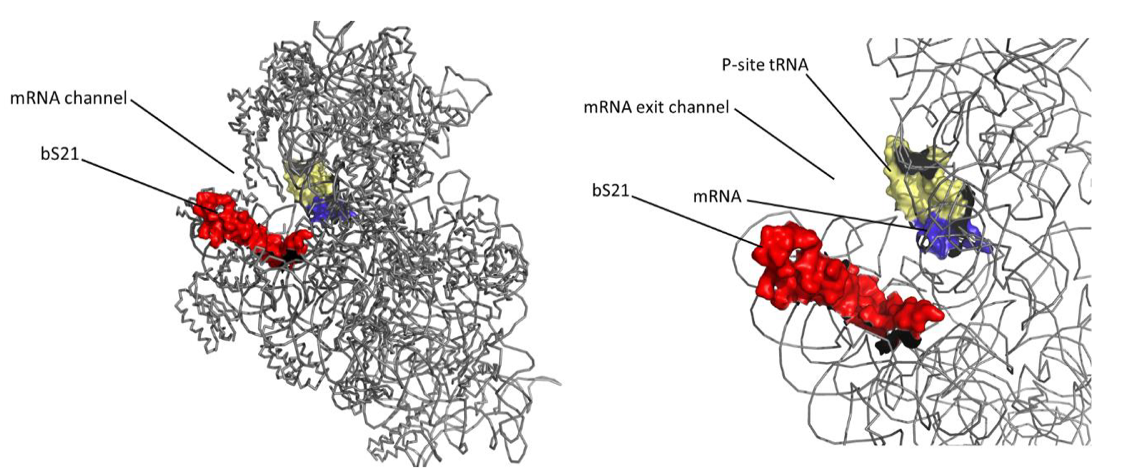 mRNA channel
bS21
P-site tRNA
mRNA exit channel
bS21
mRNA